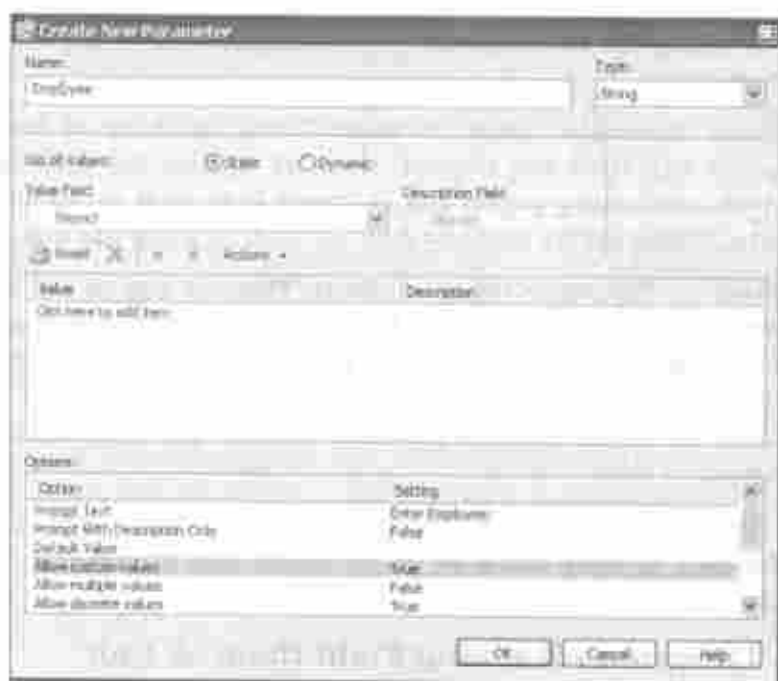 Create New Parameter
Name:
Employee
Type:
String
List of Values:
Static
Dynamic
Value Field:
Description Field:
Insert
Actions
Value
Description
Click here to add item
Options:
Option
Setting
Prompt Text
Enter Employee:
Prompt With Description Only
False
Default Value
Allow custom values
True
Allow multiple values
False
Allow discrete values
True
OK
Cancel
Help